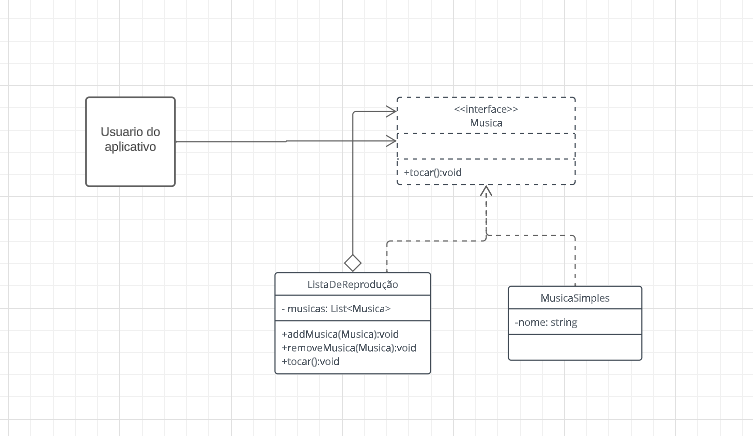 Usuario do
aplicativo
<<interface>>
Musica
+tocar():void
ListaDeReprodução
- musicas: List<Musica>
+addMusica(Musica):void
+removeMusica(Musica):void
+tocar():void
MusicaSimples
-nome: string